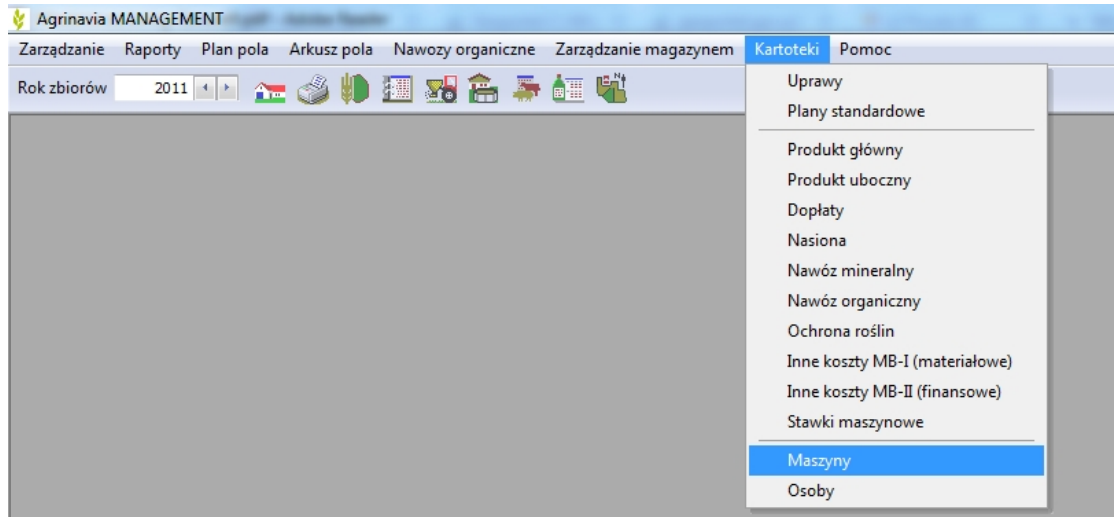 Agrinavia MANAGEMENT
Zarządzanie Raporty Plan pola Arkusz pola Nawozy organiczne Zarządzanie magazynem Kartoteki Pomoc
Rok zbiorów 2011
Uprawy
Plany standardowe
Produkt główny
Produkt uboczny
Dopłaty
Nasiona
Nawóz mineralny
Nawóz organiczny
Ochrona roślin
Inne koszty MB-I (materiałowe)
Inne koszty MB-II (finansowe)
Stawki maszynowe
Maszyny
Osoby